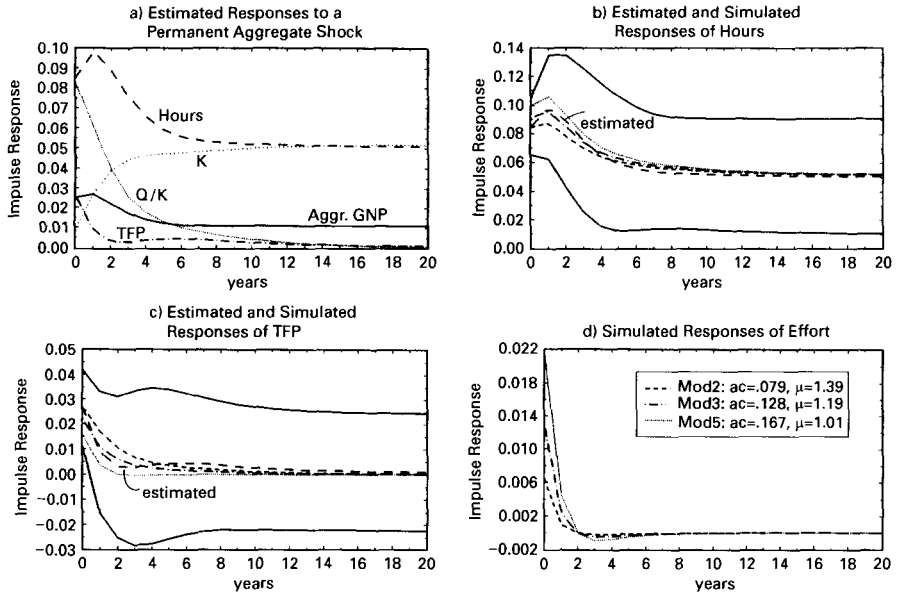 a) Estimated Responses to a
Permanent Aggregate Shock
Impulse Response
0.10
0.09
0.08
0.07
0.06
0.05
0.04
0.03
0.02
0.01
0.00
Hours
K
Q/K
Aggr. GNP
TFP
0 2 4 6 8 10 12 14 16 18 20
years
b) Estimated and Simulated
Responses of Hours
Impulse Response
0.14
0.12
0.10
0.08
0.06
0.04
0.02
0.00
estimated
0 2 4 6 8 10 12 14 16 18 20
years
c) Estimated and Simulated
Responses of TFP
Impulse Response
0.05
0.04
0.03
0.02
0.01
0.00
−0.01
−0.02
−0.03
estimated
0 2 4 6 8 10 12 14 16 18 20
years
d) Simulated Responses of Effort
Impulse Response
0.022
0.018
0.014
0.010
0.006
0.002
−0.002
Mod2: ac=.079, μ=1.39
Mod3: ac=.128, μ=1.19
Mod5: ac=.167, μ=1.01
0 2 4 6 8 10 12 14 16 18 20
years